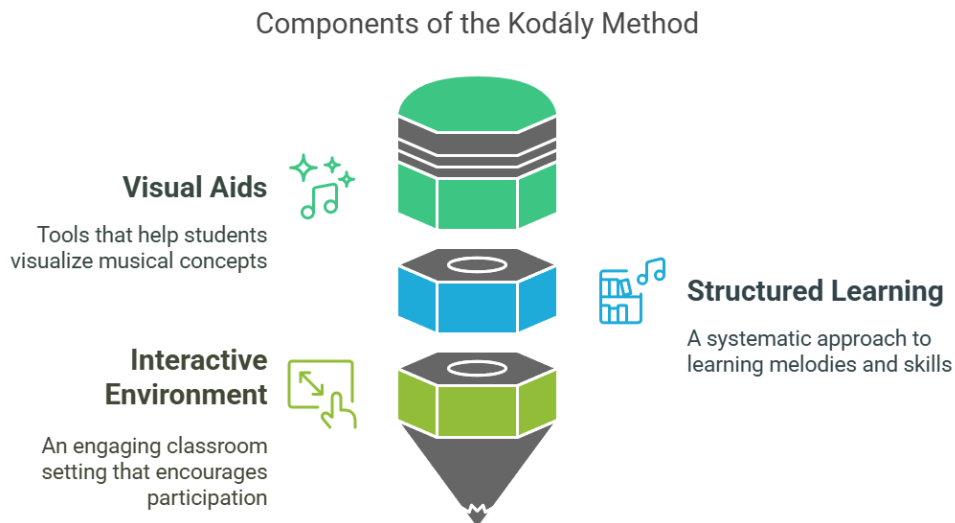 Components of the Kodály Method
Visual Aids
Tools that help students
visualize musical concepts
Structured Learning
A systematic approach to
learning melodies and skills
Interactive
Environment
An engaging classroom
setting that encourages
participation